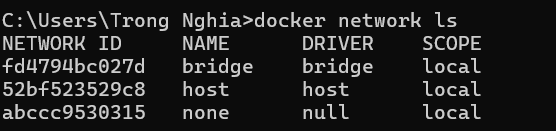 C:\Users\Trong Nghia>docker network ls
NETWORK ID     NAME      DRIVER    SCOPE
fd4794bc027d   bridge    bridge    local
52bf523529c8   host      host      local
abccc9530315   none      null      local